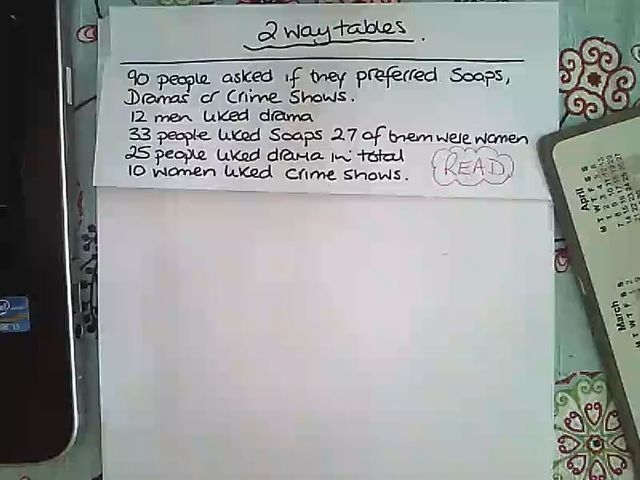 2 way tables.
90 people asked if they preferred Soaps,
Dramas or Crime Shows.
12 men liked drama
33 people liked Soaps 27 of them were women
25 people liked drama in total
10 women liked crime shows.
READ
April
March